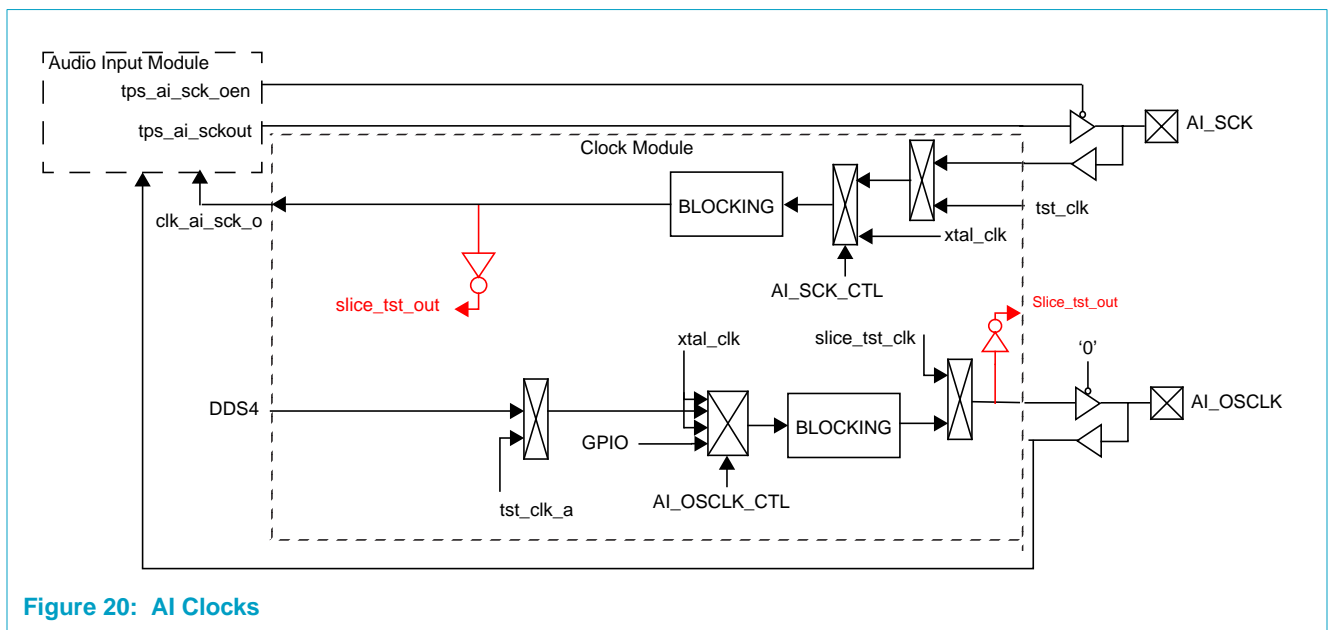 Audio Input Module
tps_ai_sck_oen
tps_ai_sckout
AI_SCK
Clock Module
BLOCKING
clk_ai_sck_o
tst_clk
xtal_clk
AI_SCK_CTL
slice_tst_out
Slice_tst_out
xtal_clk
slice_tst_clk
'0'
DDS4
AI_OSCLK
BLOCKING
GPIO
tst_clk_a
AI_OSCLK_CTL
Figure 20: AI Clocks